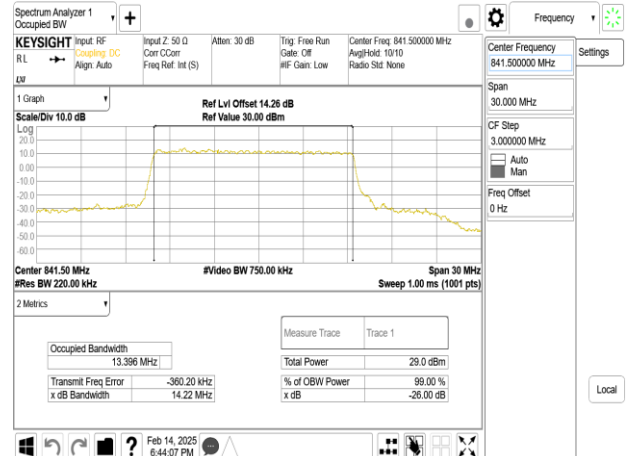 Spectrum Analyzer 1
Occupied BW
+
Frequency
KEYSIGHT
RL
LXI
Input: RF
Coupling: DC
Align: Auto
Input Z: 50 Ω
Corr CCorr
Freq Ref: Int (S)
Atten: 30 dB
Trig: Free Run
Gate: Off
#IF Gain: Low
Center Freq: 841.500000 MHz
Avg|Hold: 10/10
Radio Std: None
Center Frequency
841.500000 MHz
Settings
Span
30.000 MHz
CF Step
3.000000 MHz
Auto
Man
Freq Offset
0 Hz
Local
1 Graph
Scale/Div 10.0 dB
Ref Lvl Offset 14.26 dB
Ref Value 30.00 dBm
Log
20.0
10.0
0.00
-10.0
-20.0
-30.0
-40.0
-50.0
-60.0
Center 841.50 MHz
#Video BW 750.00 kHz
Span 30 MHz
#Res BW 220.00 kHz
Sweep 1.00 ms (1001 pts)
2 Metrics
Measure Trace
Trace 1
Occupied Bandwidth
13.396 MHz
Total Power
29.0 dBm
Transmit Freq Error
-360.20 kHz
% of OBW Power
99.00 %
x dB Bandwidth
14.22 MHz
x dB
-26.00 dB
?
Feb 14, 2025
6:44:07 PM